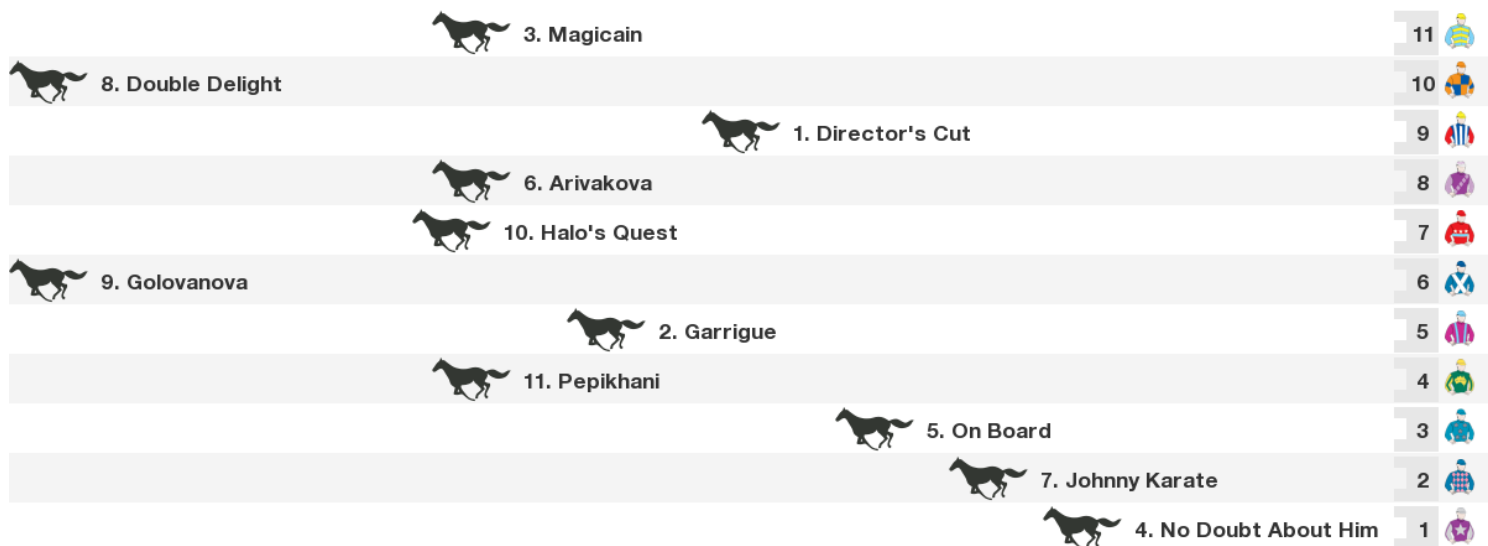 3. Magicain 11
8. Double Delight 10
1. Director's Cut 9
6. Arivakova 8
10. Halo's Quest 7
9. Golovanova 6
2. Garrigue 5
11. Pepikhani 4
5. On Board 3
7. Johnny Karate 2
4. No Doubt About Him 1